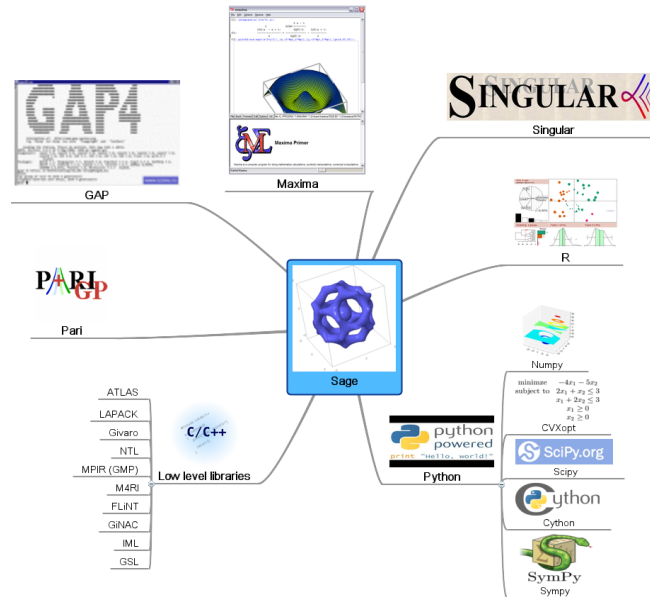 GAP4
GAP
Maxima Primer
Maxima
SINGULAR
Singular
R
PARI
GP
Pari
Sage
Numpy
minimize −4x₁ − 5x₂
subject to 2x₁ + x₂ ≤ 3
x₁ + 2x₂ ≤ 3
x₁ ≥ 0
x₂ ≥ 0
CVXopt
SciPy.org
Scipy
Cython
Cython
SymPy
Sympy
python
powered
print "Hello, world!"
Python
C/C++
Low level libraries
ATLAS
LAPACK
Givaro
NTL
MPIR (GMP)
M4RI
FLiNT
GiNAC
IML
GSL